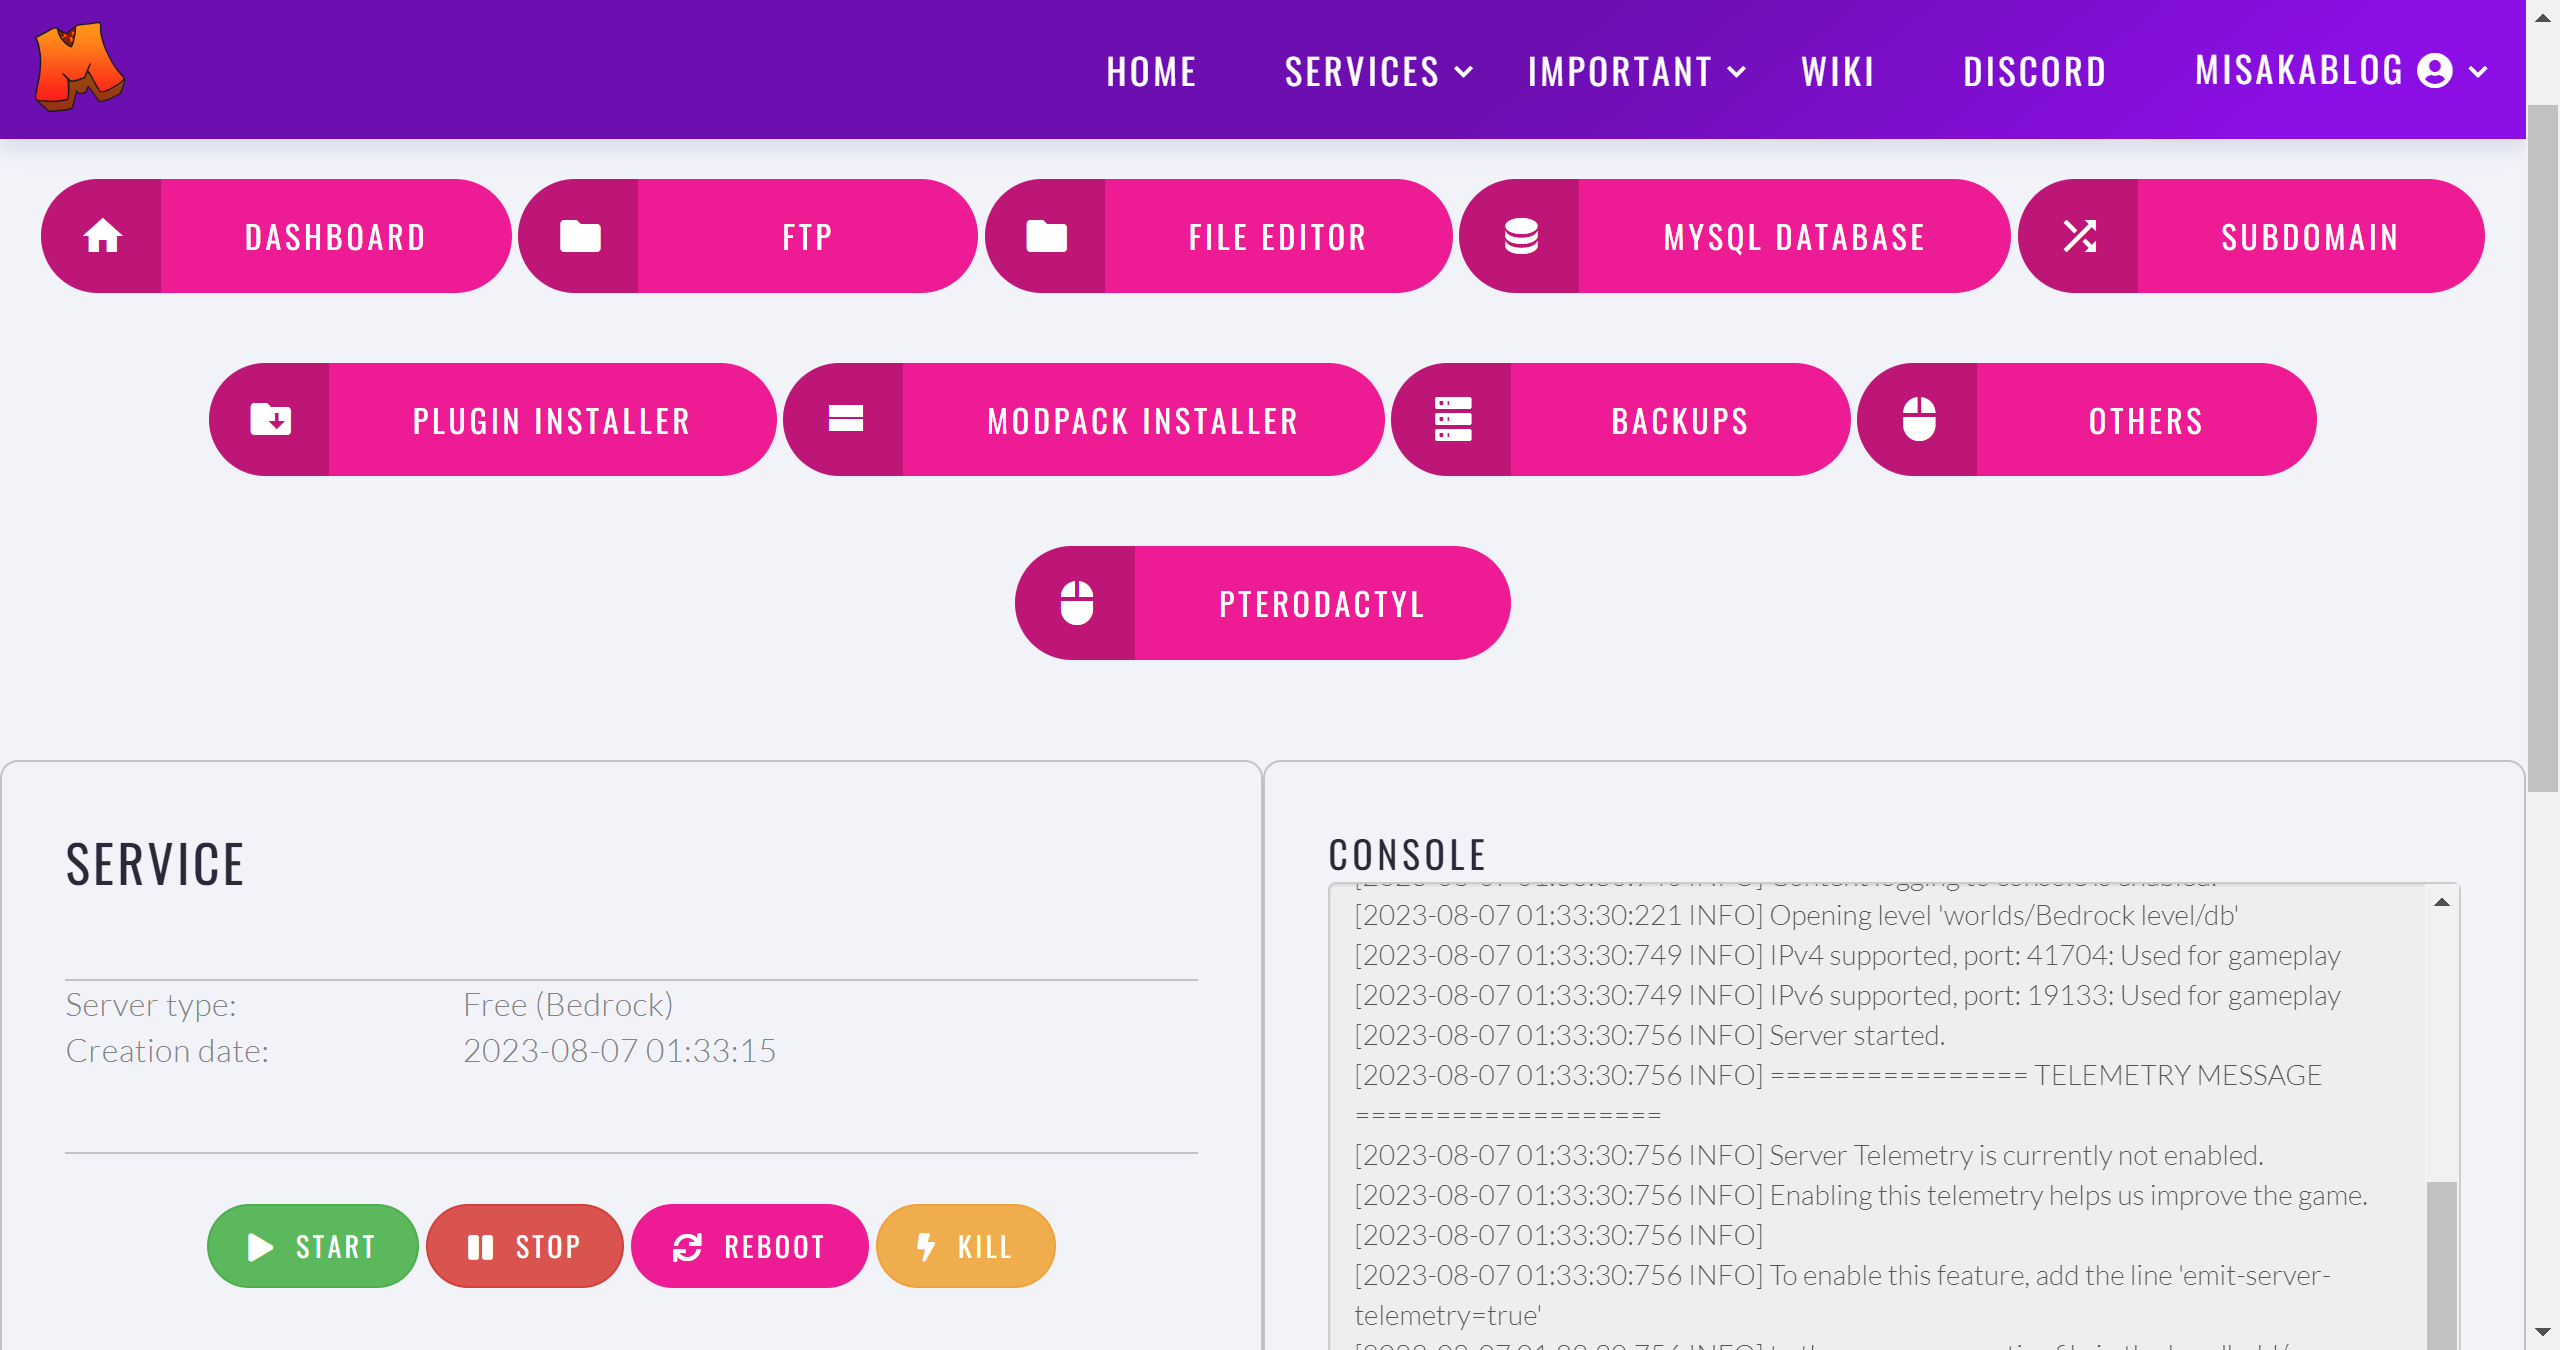 HOME SERVICES IMPORTANT WIKI DISCORD MISAKABLOG
DASHBOARD FTP FILE EDITOR MYSQL DATABASE SUBDOMAIN
PLUGIN INSTALLER MODPACK INSTALLER BACKUPS OTHERS
PTERODACTYL
SERVICE
Server type: Free (Bedrock)
Creation date: 2023-08-07 01:33:15
START STOP REBOOT KILL
CONSOLE
[2023-08-07 01:33:30:221 INFO] Opening level 'worlds/Bedrock level/db'
[2023-08-07 01:33:30:749 INFO] IPv4 supported, port: 41704: Used for gameplay
[2023-08-07 01:33:30:749 INFO] IPv6 supported, port: 19133: Used for gameplay
[2023-08-07 01:33:30:756 INFO] Server started.
[2023-08-07 01:33:30:756 INFO] ================ TELEMETRY MESSAGE
===================
[2023-08-07 01:33:30:756 INFO] Server Telemetry is currently not enabled.
[2023-08-07 01:33:30:756 INFO] Enabling this telemetry helps us improve the game.
[2023-08-07 01:33:30:756 INFO]
[2023-08-07 01:33:30:756 INFO] To enable this feature, add the line 'emit-server-
telemetry=true'